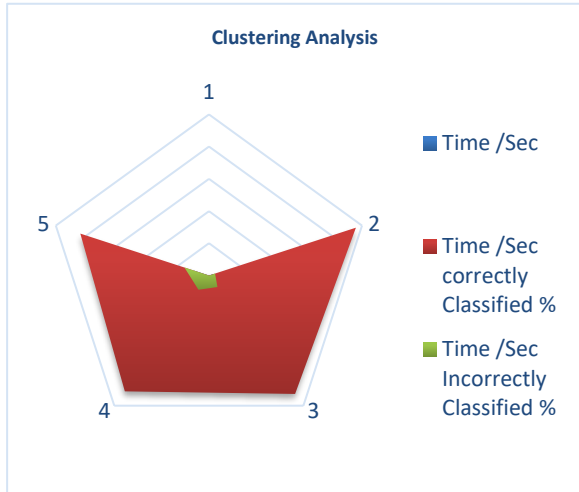 Clustering Analysis
1
5
2
4
3
Time /Sec
Time /Sec
correctly
Classified %
Time /Sec
Incorrectly
Classified %